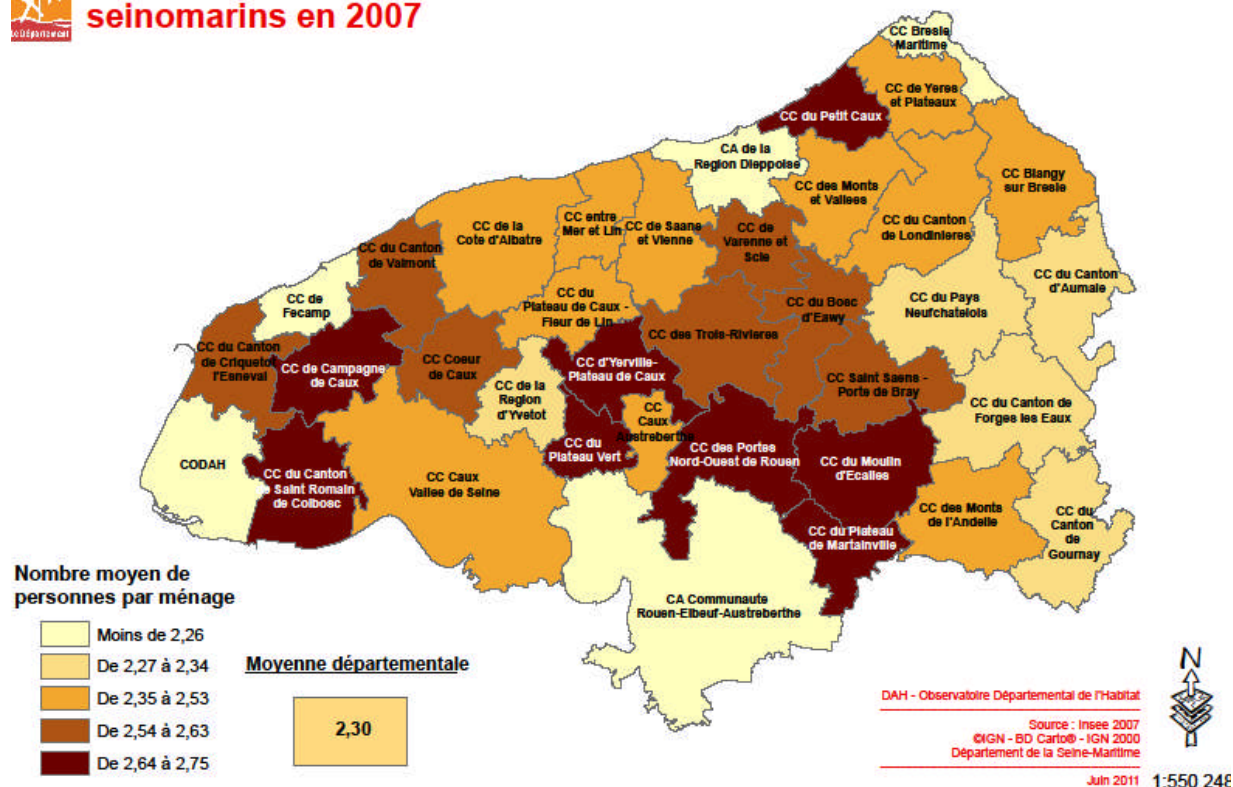 Le Département
seinomarins en 2007
CC Bresle
Maritime
CC de Yeres
et Plateaux
CC du Petit Caux
CA de la
Region Dieppoise
CC Blangy
sur Bresle
CC des Monts
et Vallees
CC du Canton
de Londinieres
CC de la
Cote d'Albatre
CC entre
Mer et Lin
CC de Saane
et Vienne
CC de
Varenne et
Scie
CC du Canton
de Valmont
CC du Canton
d'Aumale
CC de
Fecamp
CC du
Plateau de Caux -
Fleur de Lin
CC du Bosc
d'Eawy
CC du Pays
Neufchatelois
CC des Trois-Rivieres
CC du Canton
de Criquetot
l'Esneval
CC de Campagne
de Caux
CC Coeur
de Caux
CC d'Yerville-
Plateau de Caux
CC de la
Region
d'Yvetot
CC Saint Saens -
Porte de Bray
CC du Canton de
Forges les Eaux
CC
Caux
Austreberthe
CC du
Plateau Vert
CC des Portes
Nord-Ouest de Rouen
CC du Moulin
d'Ecalles
CODAH
CC du Canton
de Saint Romain
de Colbosc
CC Caux
Vallee de Seine
CC des Monts
de l'Andelle
CC du
Canton
de
Gournay
CC du Plateau
de Martainville
CA Communaute
Rouen-Elbeuf-Austreberthe
Nombre moyen de
personnes par ménage
Moins de 2,26
De 2,27 à 2,34
De 2,35 à 2,53
De 2,54 à 2,63
De 2,64 à 2,75
Moyenne départementale
2,30
N
DAH - Observatoire Départemental de l'Habitat
Source : Insee 2007
©IGN - BD Carto® - IGN 2000
Département de la Seine-Maritime
Juin 2011
1:550 248